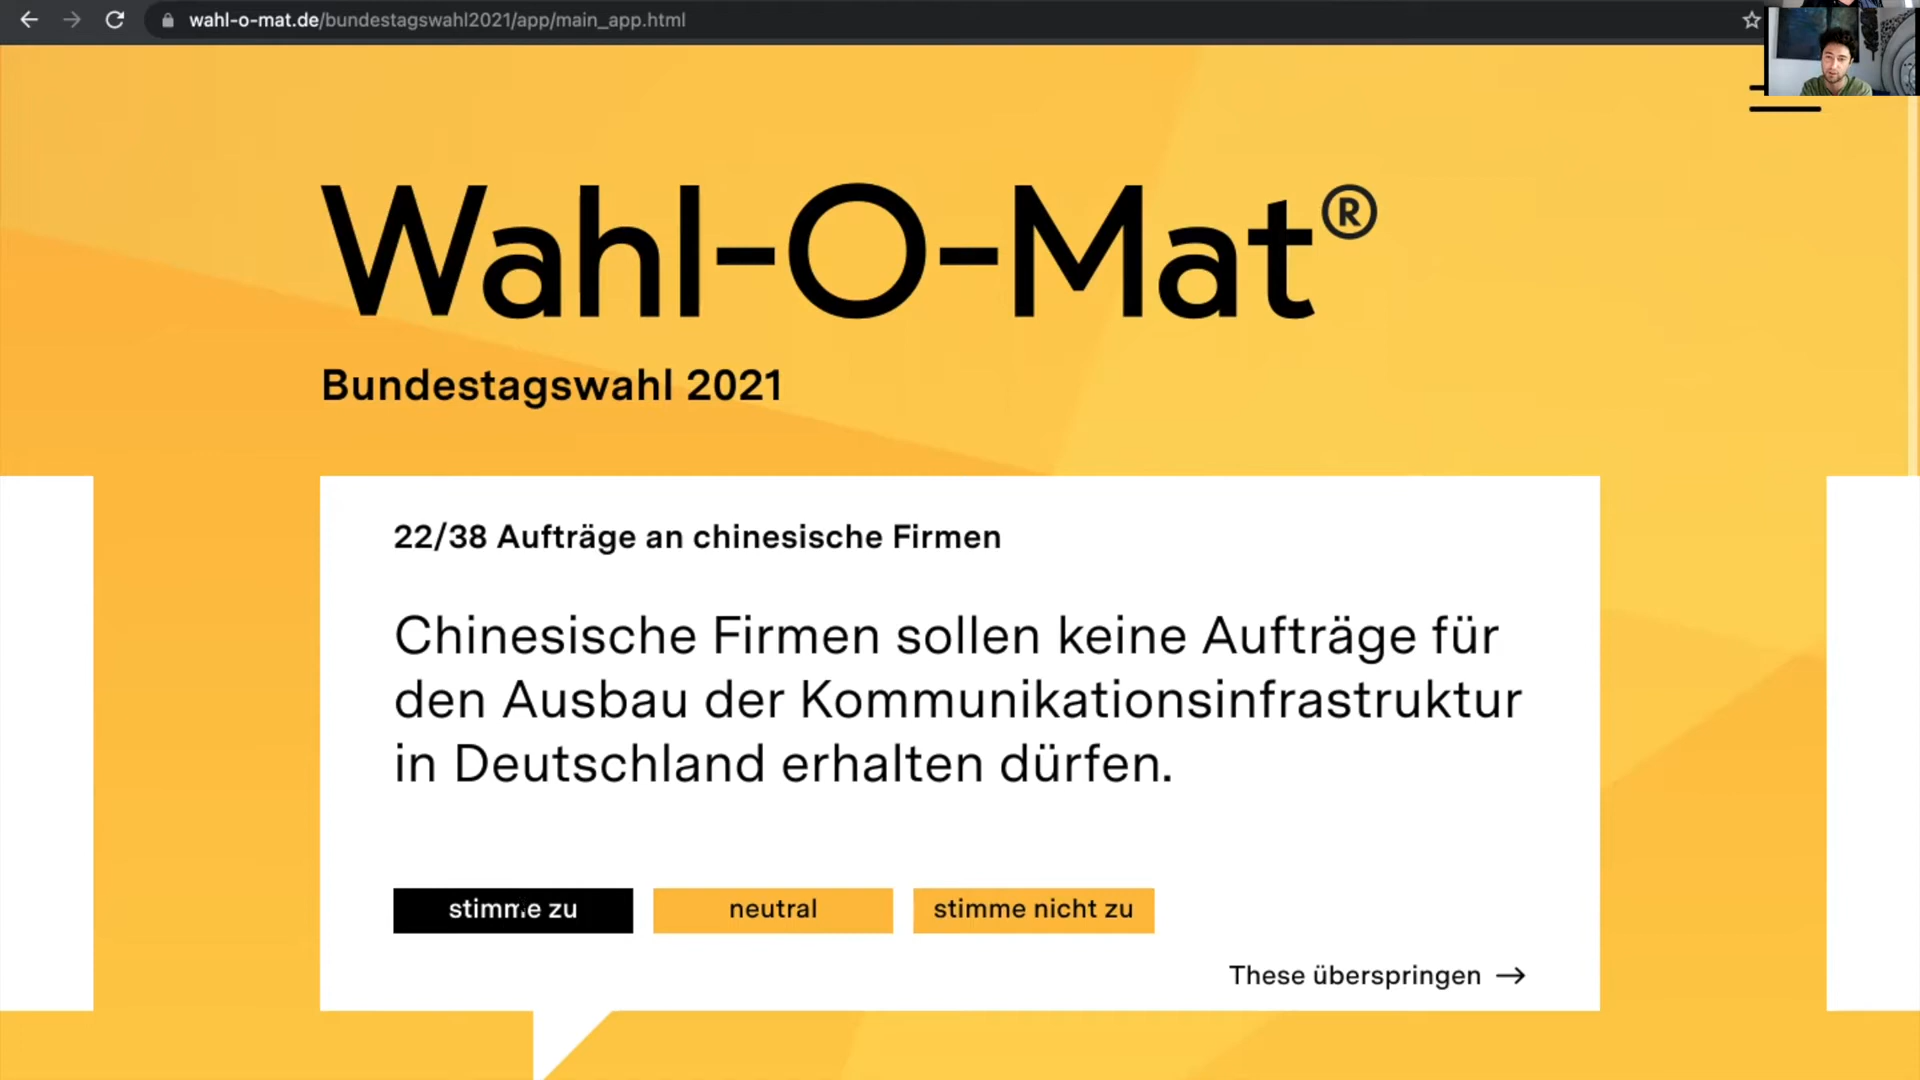 wahl-o-mat.de/bundestagswahl2021/app/main_app.html
Wahl-O-Mat®
Bundestagswahl 2021
22/38 Aufträge an chinesische Firmen
Chinesische Firmen sollen keine Aufträge für
den Ausbau der Kommunikationsinfrastruktur
in Deutschland erhalten dürfen.
stimme zu
neutral
stimme nicht zu
These überspringen →